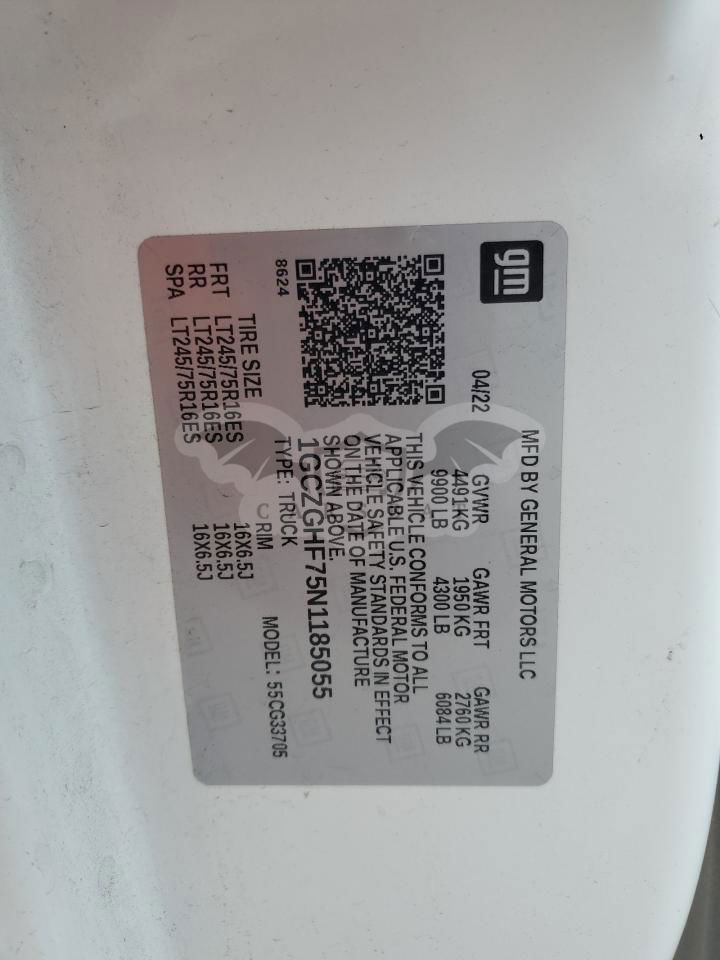 gm
MFD BY GENERAL MOTORS LLC
04/22 GVWR GAWR FRT GAWR RR
4491KG 1950 KG 2760 KG
9900 LB 4300 LB 6084 LB
THIS VEHICLE CONFORMS TO ALL
APPLICABLE U.S. FEDERAL MOTOR
VEHICLE SAFETY STANDARDS IN EFFECT
ON THE DATE OF MANUFACTURE
SHOWN ABOVE.
1GCZGHF75N1185055
8624 TYPE: TRUCK MODEL: 55CG33705
TIRE SIZE RIM
FRT LT245/75R16ES 16X6.5J
RR LT245/75R16ES 16X6.5J
SPA LT245/75R16ES 16X6.5J